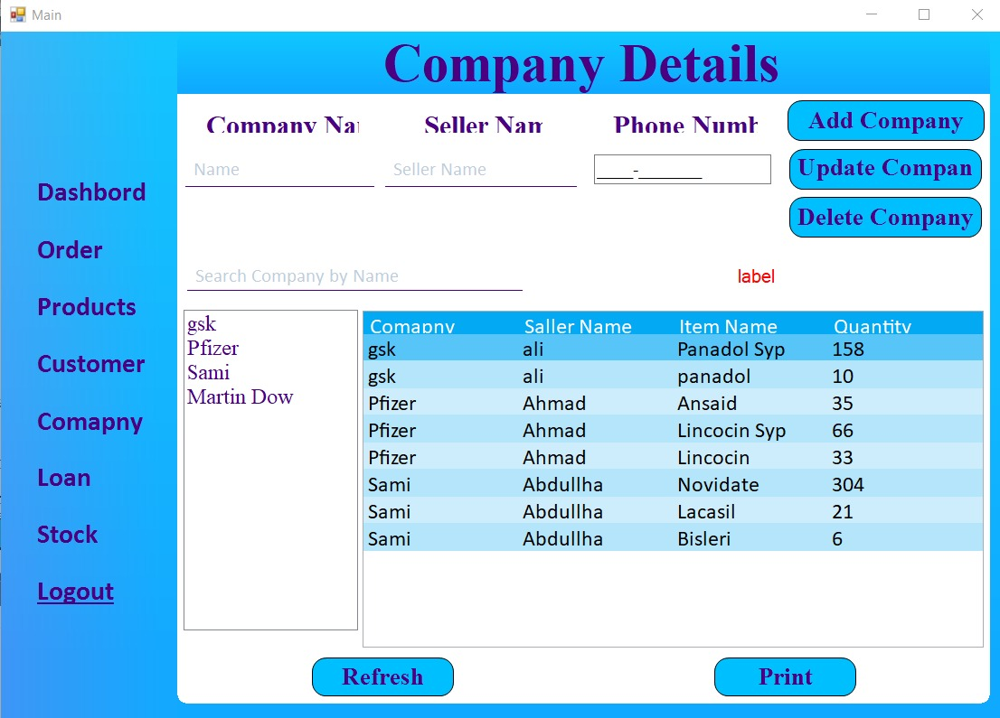 Main
Company Details
Company Na
Seller Nam
Phone Numb
Add Company
Name
Seller Name
____-_______
Update Compan
Delete Company
Dashbord
Order
Products
Customer
Comapny
Loan
Stock
Logout
Search Company by Name
label
gsk
Pfizer
Sami
Martin Dow
Comapny Saller Name Item Name Quantity
gsk ali Panadol Syp 158
gsk ali panadol 10
Pfizer Ahmad Ansaid 35
Pfizer Ahmad Lincocin Syp 66
Pfizer Ahmad Lincocin 33
Sami Abdullha Novidate 304
Sami Abdullha Lacasil 21
Sami Abdullha Bisleri 6
Refresh
Print